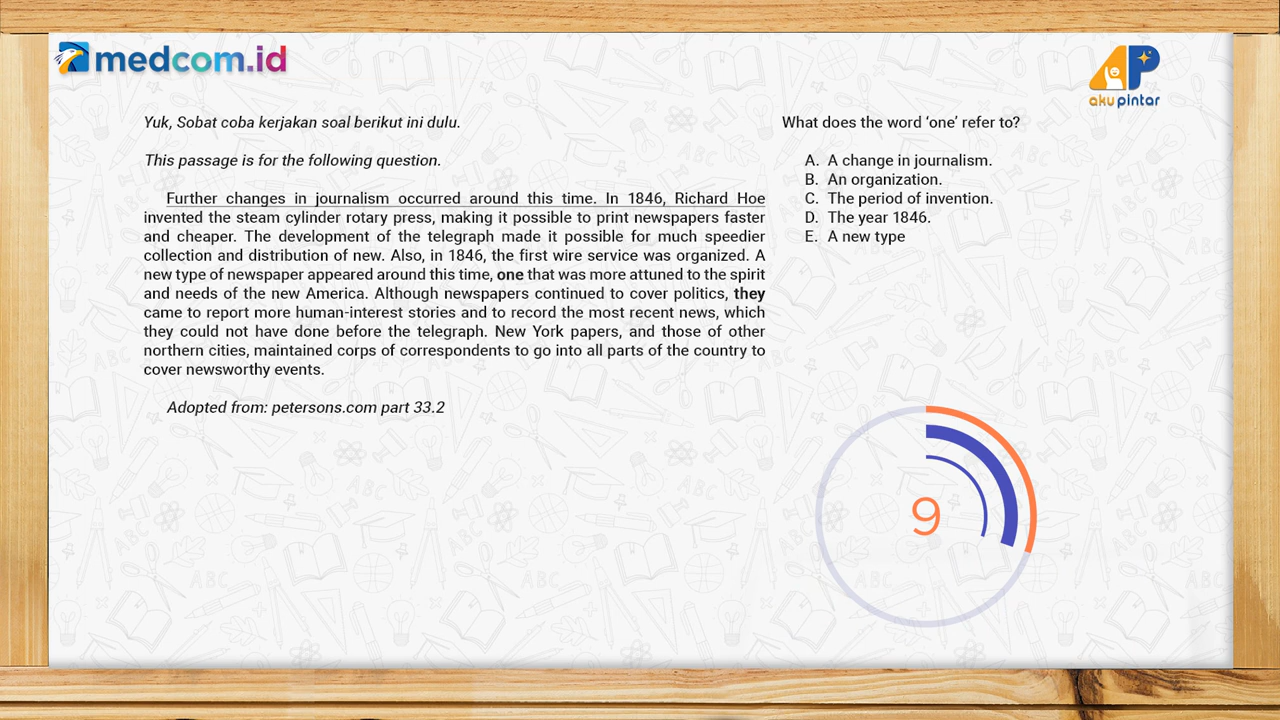 medcom.id
aku pintar
Yuk, Sobat coba kerjakan soal berikut ini dulu.
This passage is for the following question.
Further changes in journalism occurred around this time. In 1846, Richard Hoe
invented the steam cylinder rotary press, making it possible to print newspapers faster
and cheaper. The development of the telegraph made it possible for much speedier
collection and distribution of new. Also, in 1846, the first wire service was organized. A
new type of newspaper appeared around this time, one that was more attuned to the spirit
and needs of the new America. Although newspapers continued to cover politics, they
came to report more human-interest stories and to record the most recent news, which
they could not have done before the telegraph. New York papers, and those of other
northern cities, maintained corps of correspondents to go into all parts of the country to
cover newsworthy events.
Adopted from: petersons.com part 33.2
What does the word ‘one’ refer to?
A. A change in journalism.
B. An organization.
C. The period of invention.
D. The year 1846.
E. A new type
9